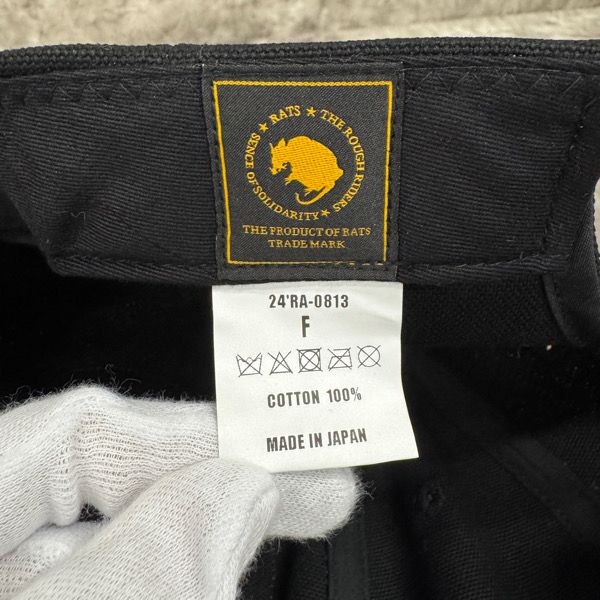 ★ RATS ★ THE ROUGH RIDERS ★ SENCE OF SOLIDARITY
THE PRODUCT OF RATS
TRADE MARK
24'RA-0813
F
COTTON 100%
MADE IN JAPAN